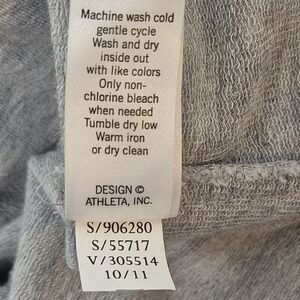 Machine wash cold
gentle cycle
Wash and dry
inside out
with like colors
Only non-
chlorine bleach
when needed
Tumble dry low
Warm iron
or dry clean
DESIGN ©
ATHLETA, INC.
S/906280
S/55717
V/305514
10/11